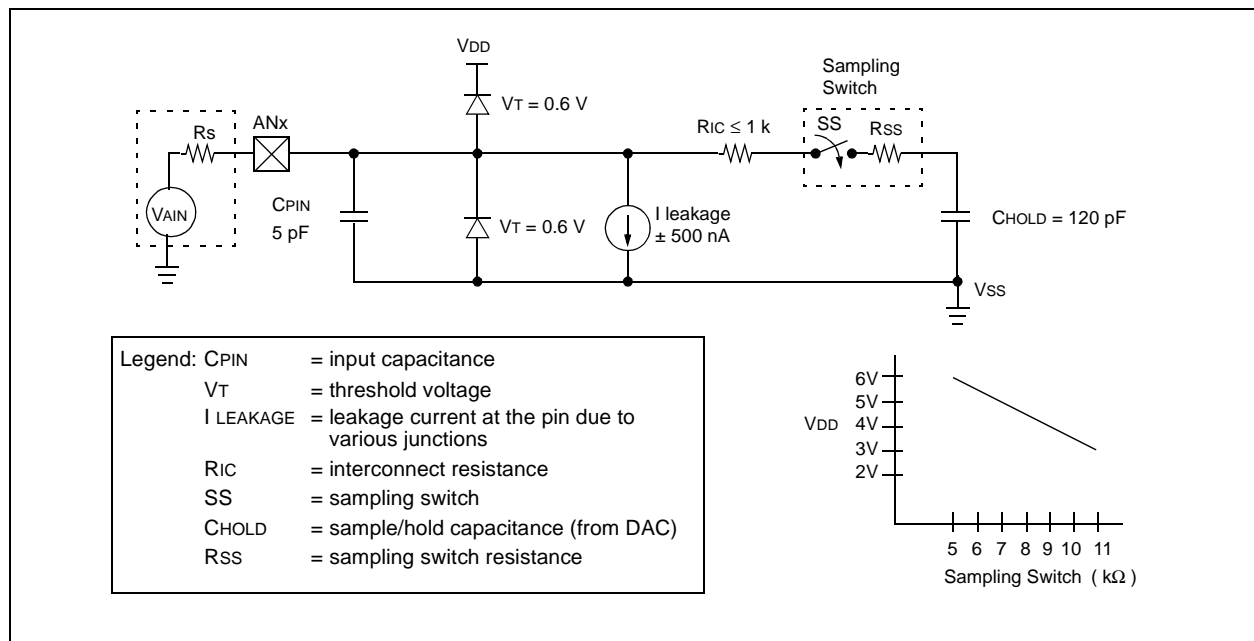 VDD
Sampling
Switch
VT = 0.6 V
ANx
RIC ≤ 1 k
SS
RSS
Rs
VAIN
CPIN
5 pF
VT = 0.6 V
I leakage
± 500 nA
CHOLD = 120 pF
VSS
Legend: CPIN = input capacitance
VT = threshold voltage
I LEAKAGE = leakage current at the pin due to
various junctions
RIC = interconnect resistance
SS = sampling switch
CHOLD = sample/hold capacitance (from DAC)
RSS = sampling switch resistance
6V
5V
VDD 4V
3V
2V
5 6 7 8 9 10 11
Sampling Switch ( kΩ )